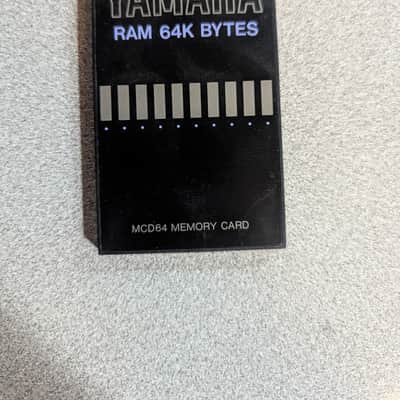 YAMAHA
RAM 64K BYTES
MCD64 MEMORY CARD